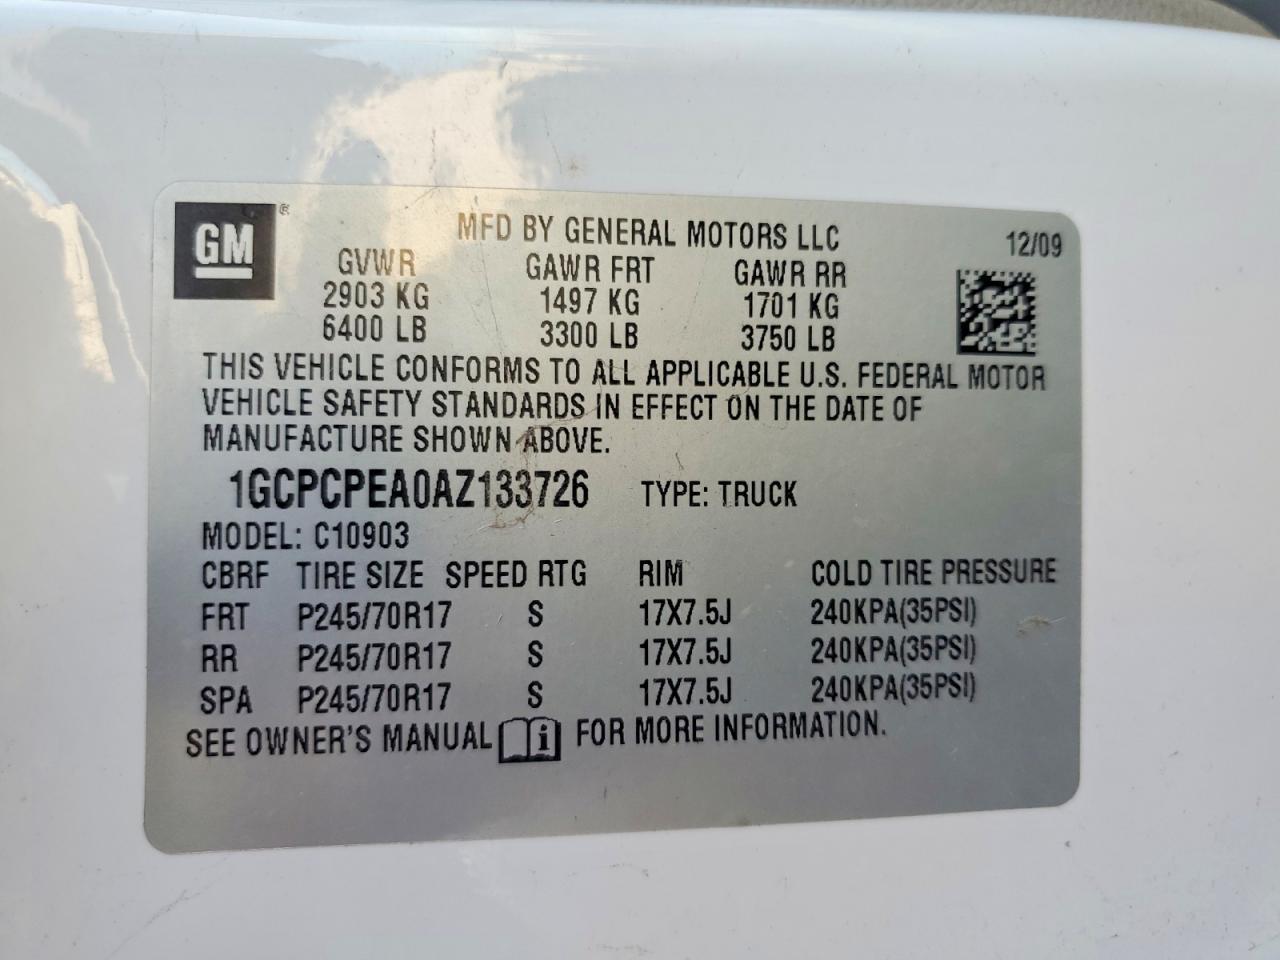 GM®
MFD BY GENERAL MOTORS LLC 12/09
GVWR GAWR FRT GAWR RR
2903 KG 1497 KG 1701 KG
6400 LB 3300 LB 3750 LB
THIS VEHICLE CONFORMS TO ALL APPLICABLE U.S. FEDERAL MOTOR
VEHICLE SAFETY STANDARDS IN EFFECT ON THE DATE OF
MANUFACTURE SHOWN ABOVE.
1GCPCPEA0AZ133726 TYPE: TRUCK
MODEL: C10903
CBRF TIRE SIZE SPEED RTG RIM COLD TIRE PRESSURE
FRT P245/70R17 S 17X7.5J 240KPA(35PSI)
RR P245/70R17 S 17X7.5J 240KPA(35PSI)
SPA P245/70R17 S 17X7.5J 240KPA(35PSI)
SEE OWNER'S MANUAL i FOR MORE INFORMATION.